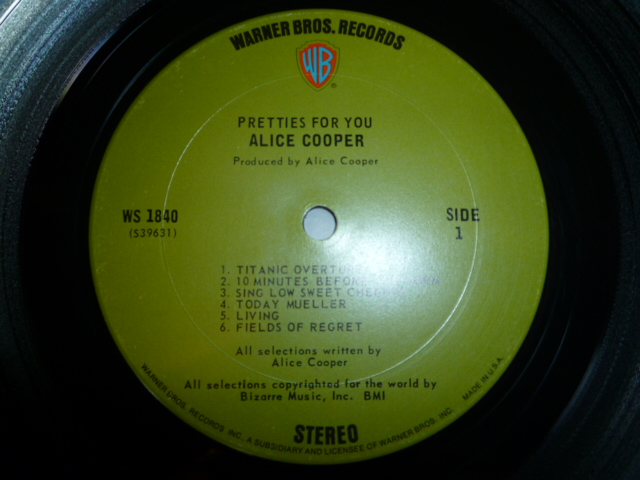 WARNER BROS. RECORDS
WB
®
PRETTIES FOR YOU
ALICE COOPER
Produced by Alice Cooper
WS 1840
(S39631)
SIDE
1
1. TITANIC OVERTURE
2. 10 MINUTES BEFORE
3. SING LOW SWEET
4. TODAY MUELLER
5. LIVING
6. FIELDS OF REGRET
All selections written by
Alice Cooper
All selections copyrighted for the world by
Bizarre Music, Inc. BMI
STEREO
WARNER BROS. RECORDS INC., A SUBSIDIARY AND LICENSEE OF WARNER BROS. INC.
MADE IN U.S.A.